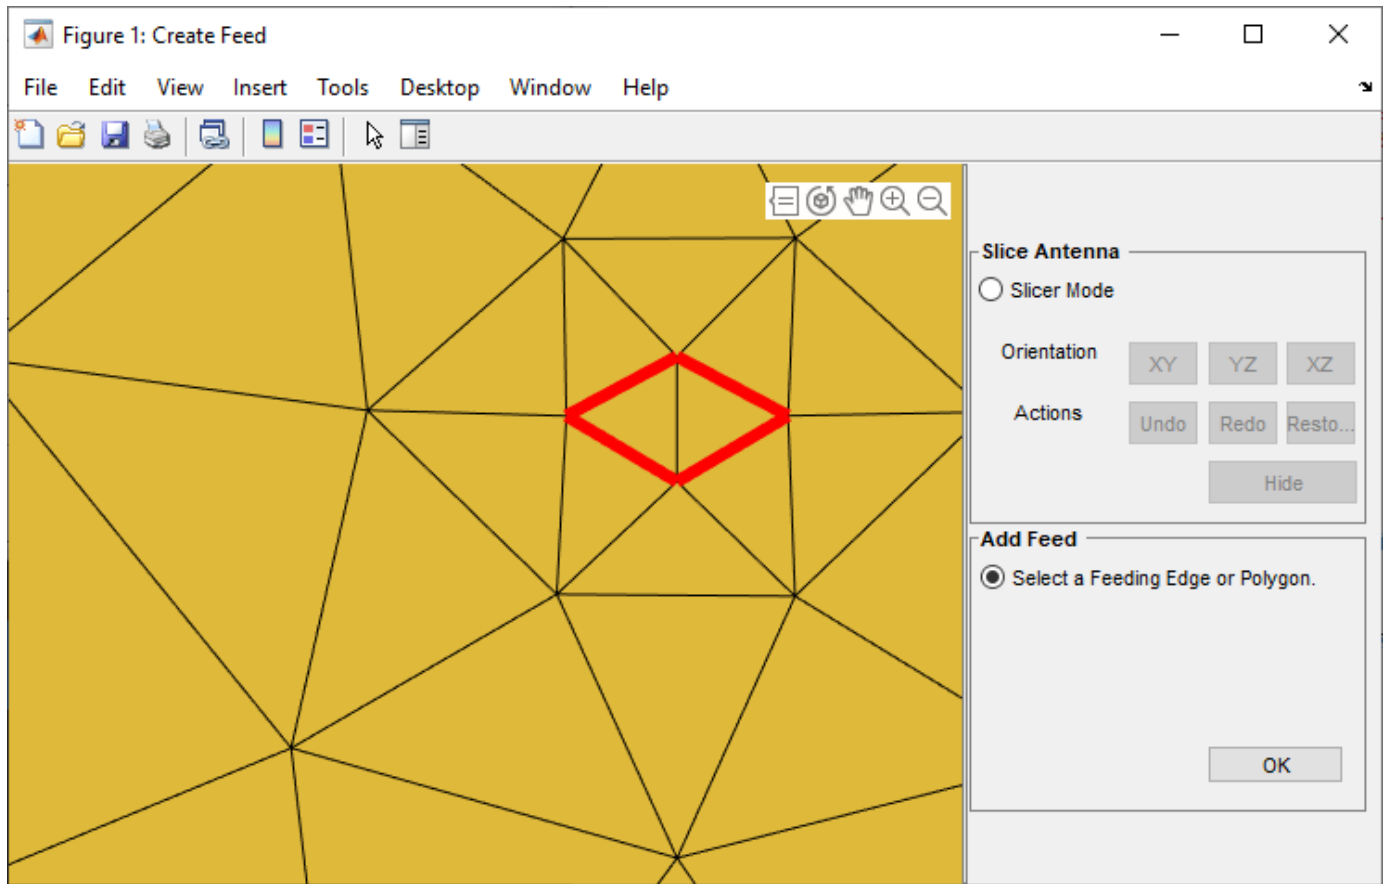 Figure 1: Create Feed
File Edit View Insert Tools Desktop Window Help
Slice Antenna
Slicer Mode
Orientation XY YZ XZ
Actions Undo Redo Resto...
Hide
Add Feed
Select a Feeding Edge or Polygon.
OK